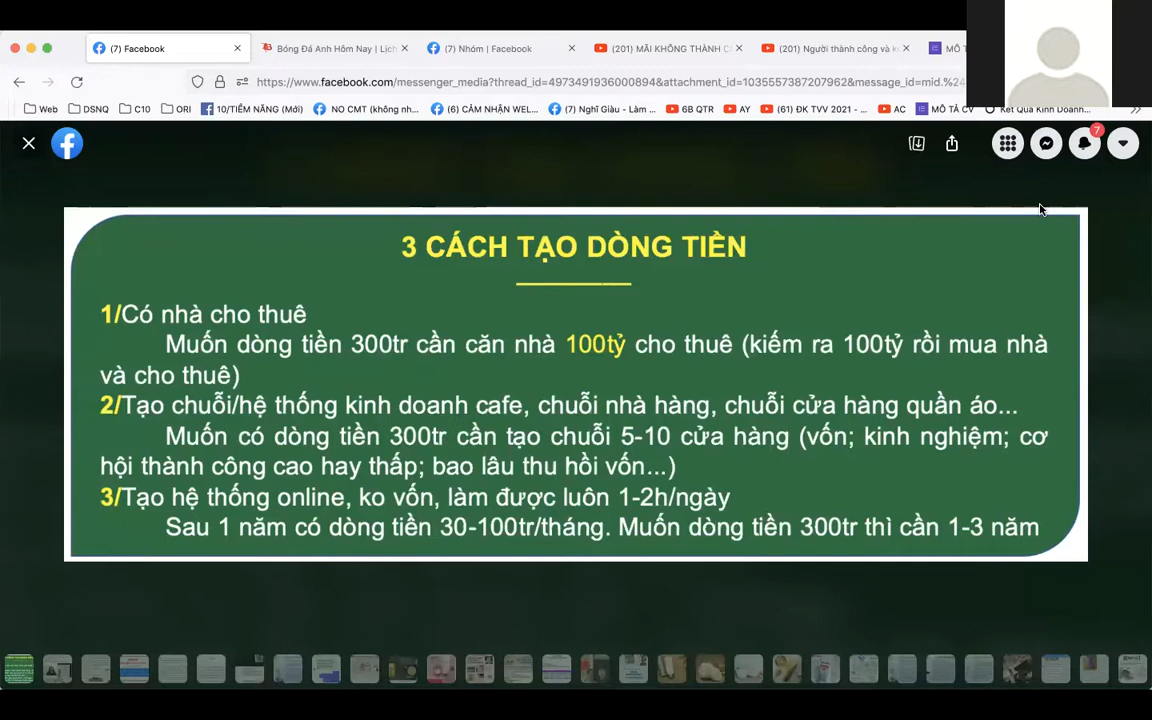 (7) Facebook
Bóng Đá Anh Hôm Nay | Lịch
(7) Nhóm | Facebook
(201) MÃI KHÔNG THÀNH C
(201) Người thành công và k
MÔ T
https://www.facebook.com/messenger_media?thread_id=4973491936000894&attachment_id=1035557387207962&message_id=mid.%24
Web
DSNQ
C10
ORI
10/TIỀM NĂNG (Mới)
NO CMT (không nh...
(6) CẢM NHẬN WEL...
(7) Nghĩ Giàu - Làm ...
6B QTR
AY
(61) ĐK TVV 2021 - ...
AC
MÔ TẢ CV
Kết Quả Kinh Doanh...
7
3 CÁCH TẠO DÒNG TIỀN
1/Có nhà cho thuê
Muốn dòng tiền 300tr cần căn nhà 100tỷ cho thuê (kiếm ra 100tỷ rồi mua nhà
và cho thuê)
2/Tạo chuỗi/hệ thống kinh doanh cafe, chuỗi nhà hàng, chuỗi cửa hàng quần áo...
Muốn có dòng tiền 300tr cần tạo chuỗi 5-10 cửa hàng (vốn; kinh nghiệm; cơ
hội thành công cao hay thấp; bao lâu thu hồi vốn...)
3/Tạo hệ thống online, ko vốn, làm được luôn 1-2h/ngày
Sau 1 năm có dòng tiền 30-100tr/tháng. Muốn dòng tiền 300tr thì cần 1-3 năm